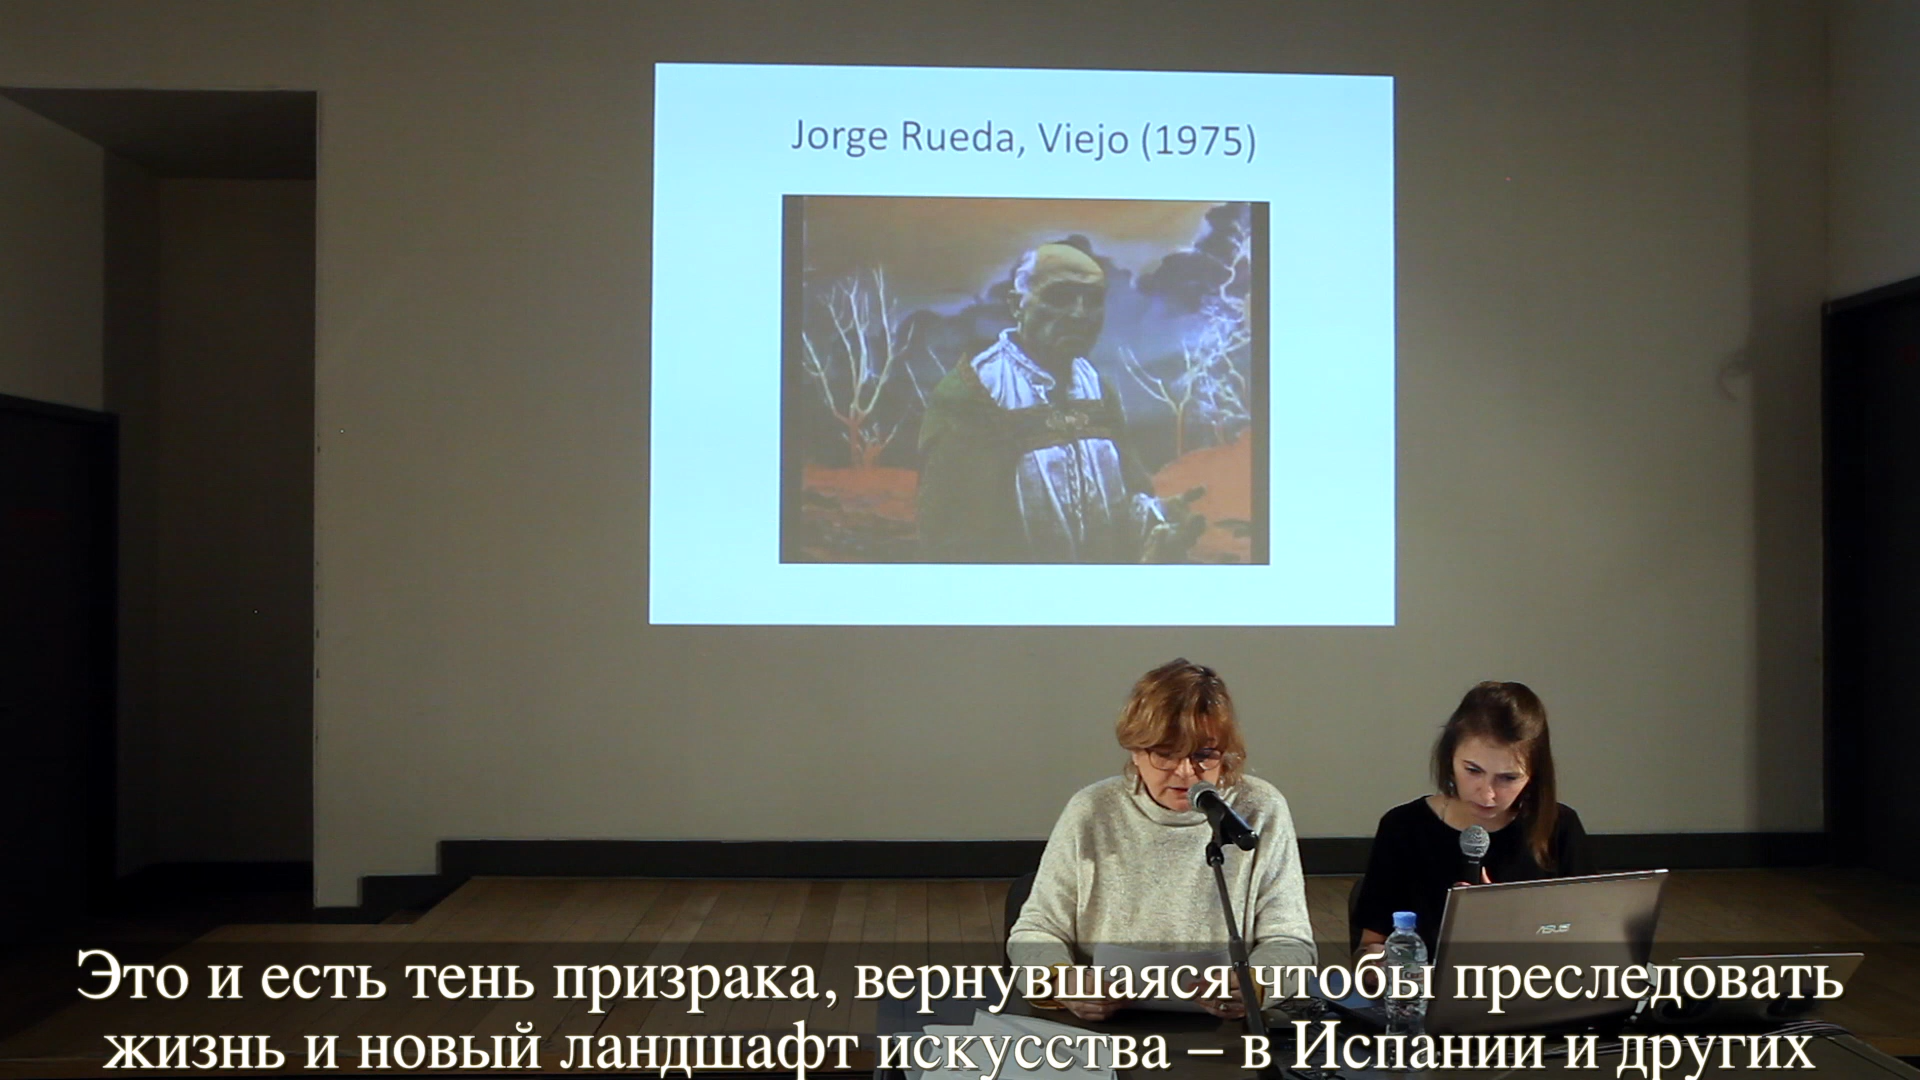 Jorge Rueda, Viejo (1975)
ASUS
Это и есть тень призрака, вернувшаяся чтобы преследовать
жизнь и новый ландшафт искусства – в Испании и других